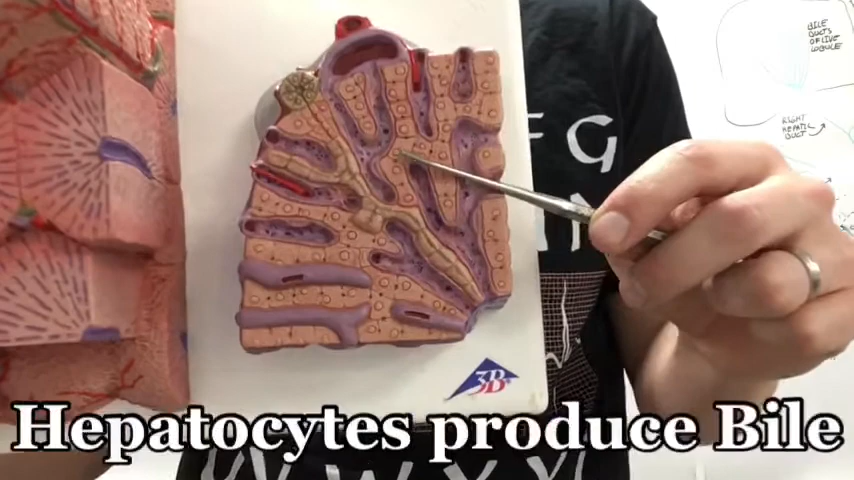 BILE
DUCTS
OF LIVER
LOBULE
RIGHT
HEPATIC
DUCT
F G
3B
Hepatocytes produce Bile